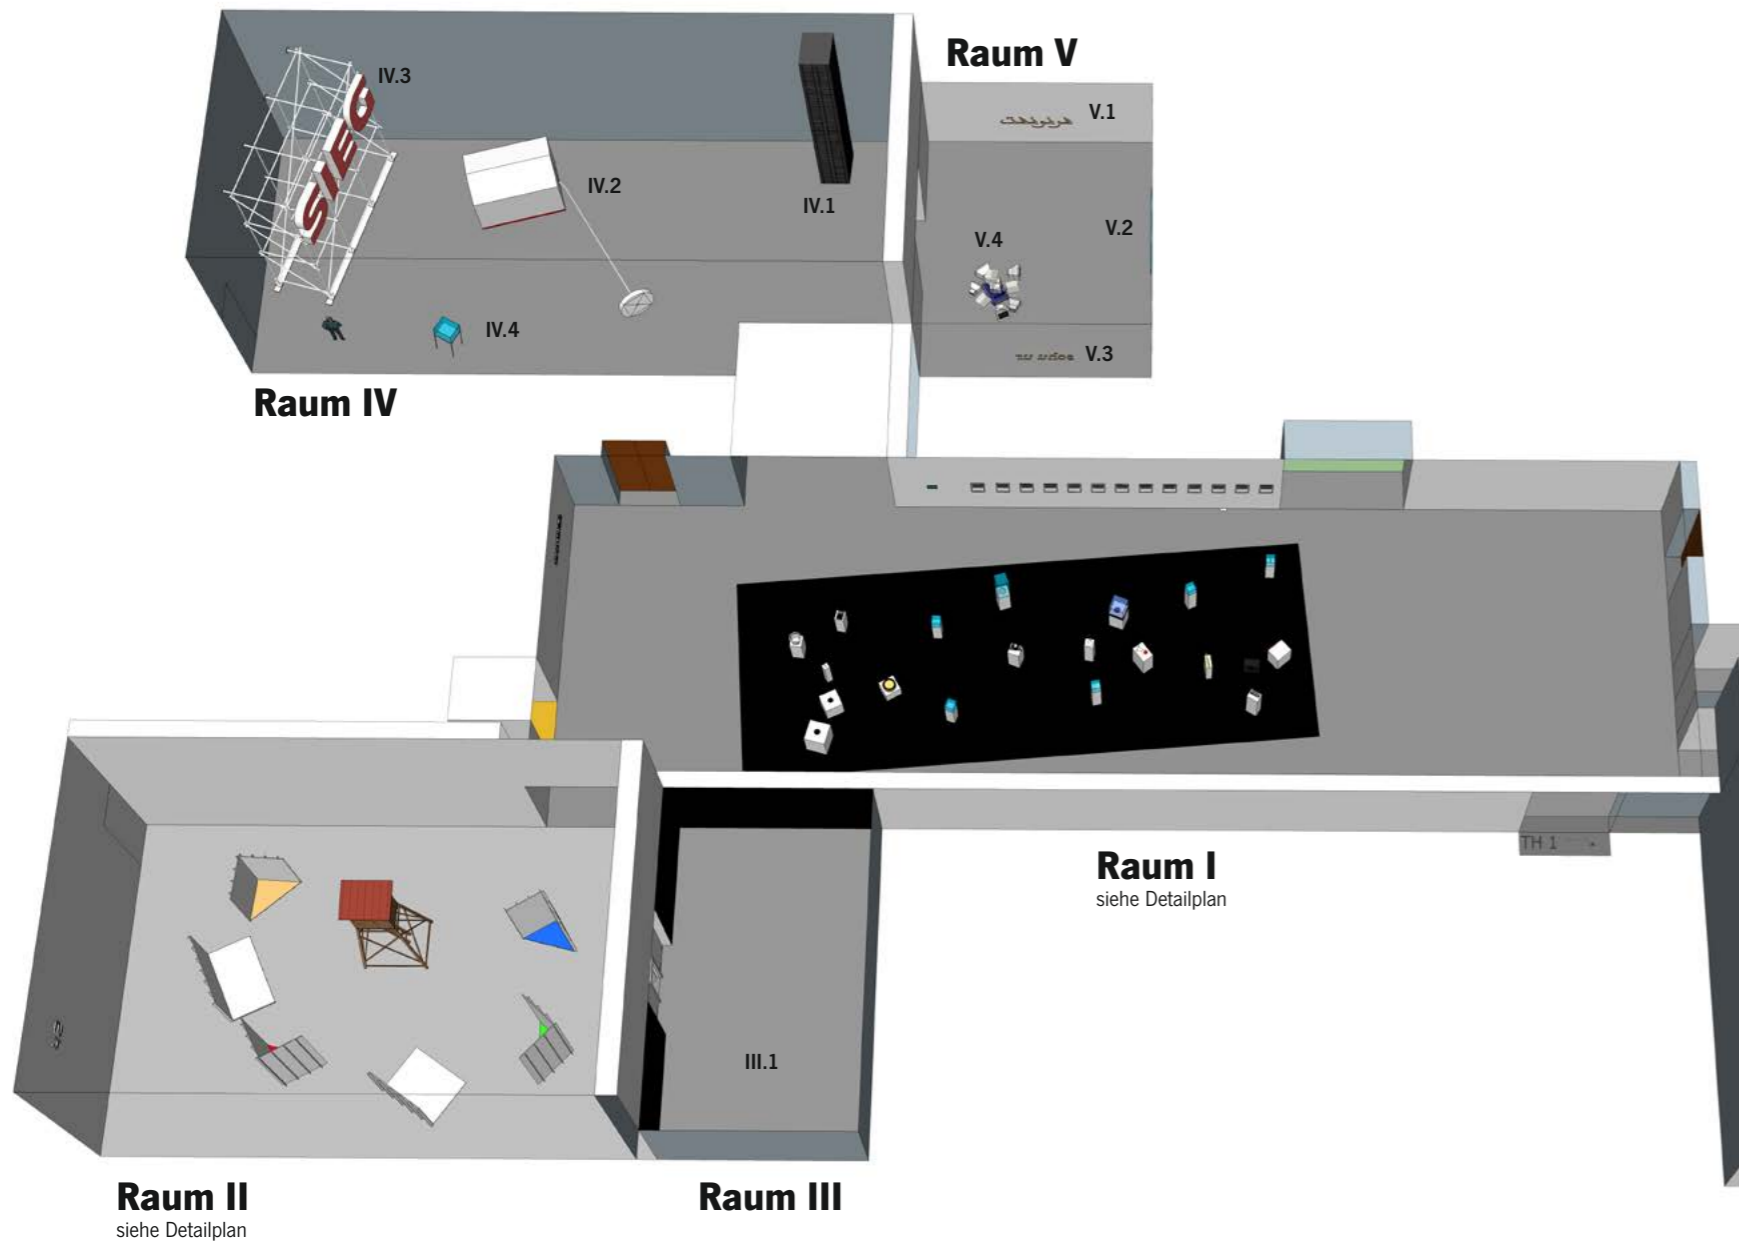 Raum V
IV.3
V.1
SIEG
IV.2
IV.1
V.2
V.4
IV.4
V.3
Raum IV
TH 1
Raum I
siehe Detailplan
III.1
Raum II
siehe Detailplan
Raum III